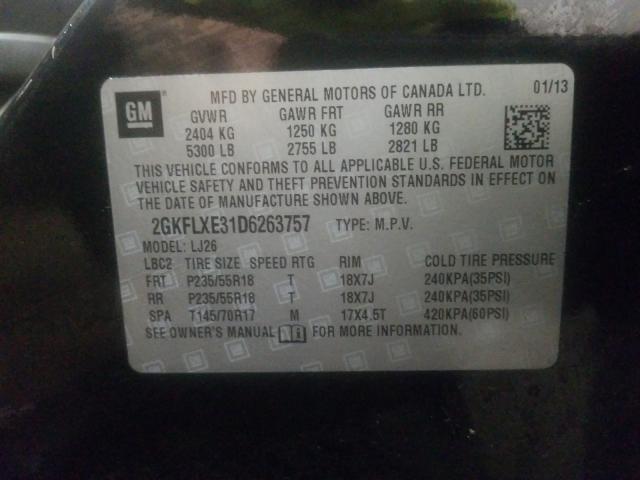 MFD BY GENERAL MOTORS OF CANADA LTD. 01/13
GM
GVWR GAWR FRT GAWR RR
2404 KG 1250 KG 1280 KG
5300 LB 2755 LB 2821 LB
THIS VEHICLE CONFORMS TO ALL APPLICABLE U.S. FEDERAL MOTOR
VEHICLE SAFETY AND THEFT PREVENTION STANDARDS IN EFFECT ON
THE DATE OF MANUFACTURE SHOWN ABOVE.
2GKFLXE31D6263757 TYPE: M.P.V.
MODEL: LJ26
LBC2 TIRE SIZE SPEED RTG RIM COLD TIRE PRESSURE
FRT P235/55R18 T 18X7J 240KPA(35PSI)
RR P235/55R18 T 18X7J 240KPA(35PSI)
SPA T145/70R17 M 17X4.5T 420KPA(60PSI)
SEE OWNER'S MANUAL FOR MORE INFORMATION.